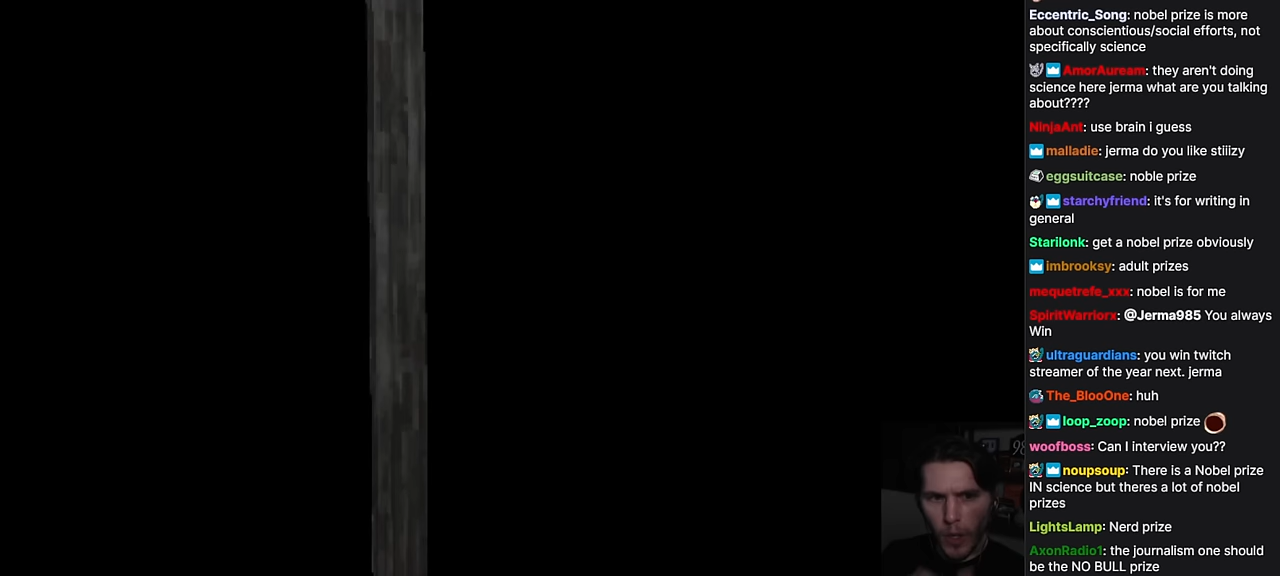 Eccentric_Song: nobel prize is more
about conscientious/social efforts, not
specifically science
AmorAuream: they aren't doing
science here jerma what are you talking
about????
NinjaAnt: use brain i guess
malladie: jerma do you like stiiizy
eggsuitcase: noble prize
starchyfriend: it's for writing in
general
Starilonk: get a nobel prize obviously
imbrooksy: adult prizes
mequetrefe_xxx: nobel is for me
SpiritWarriorx: @Jerma985 You always
Win
ultraguardians: you win twitch
streamer of the year next. jerma
The_BlooOne: huh
loop_zoop: nobel prize
woofboss: Can I interview you??
noupsoup: There is a Nobel prize
IN science but theres a lot of nobel
prizes
LightsLamp: Nerd prize
AxonRadio1: the journalism one should
be the NO BULL prize